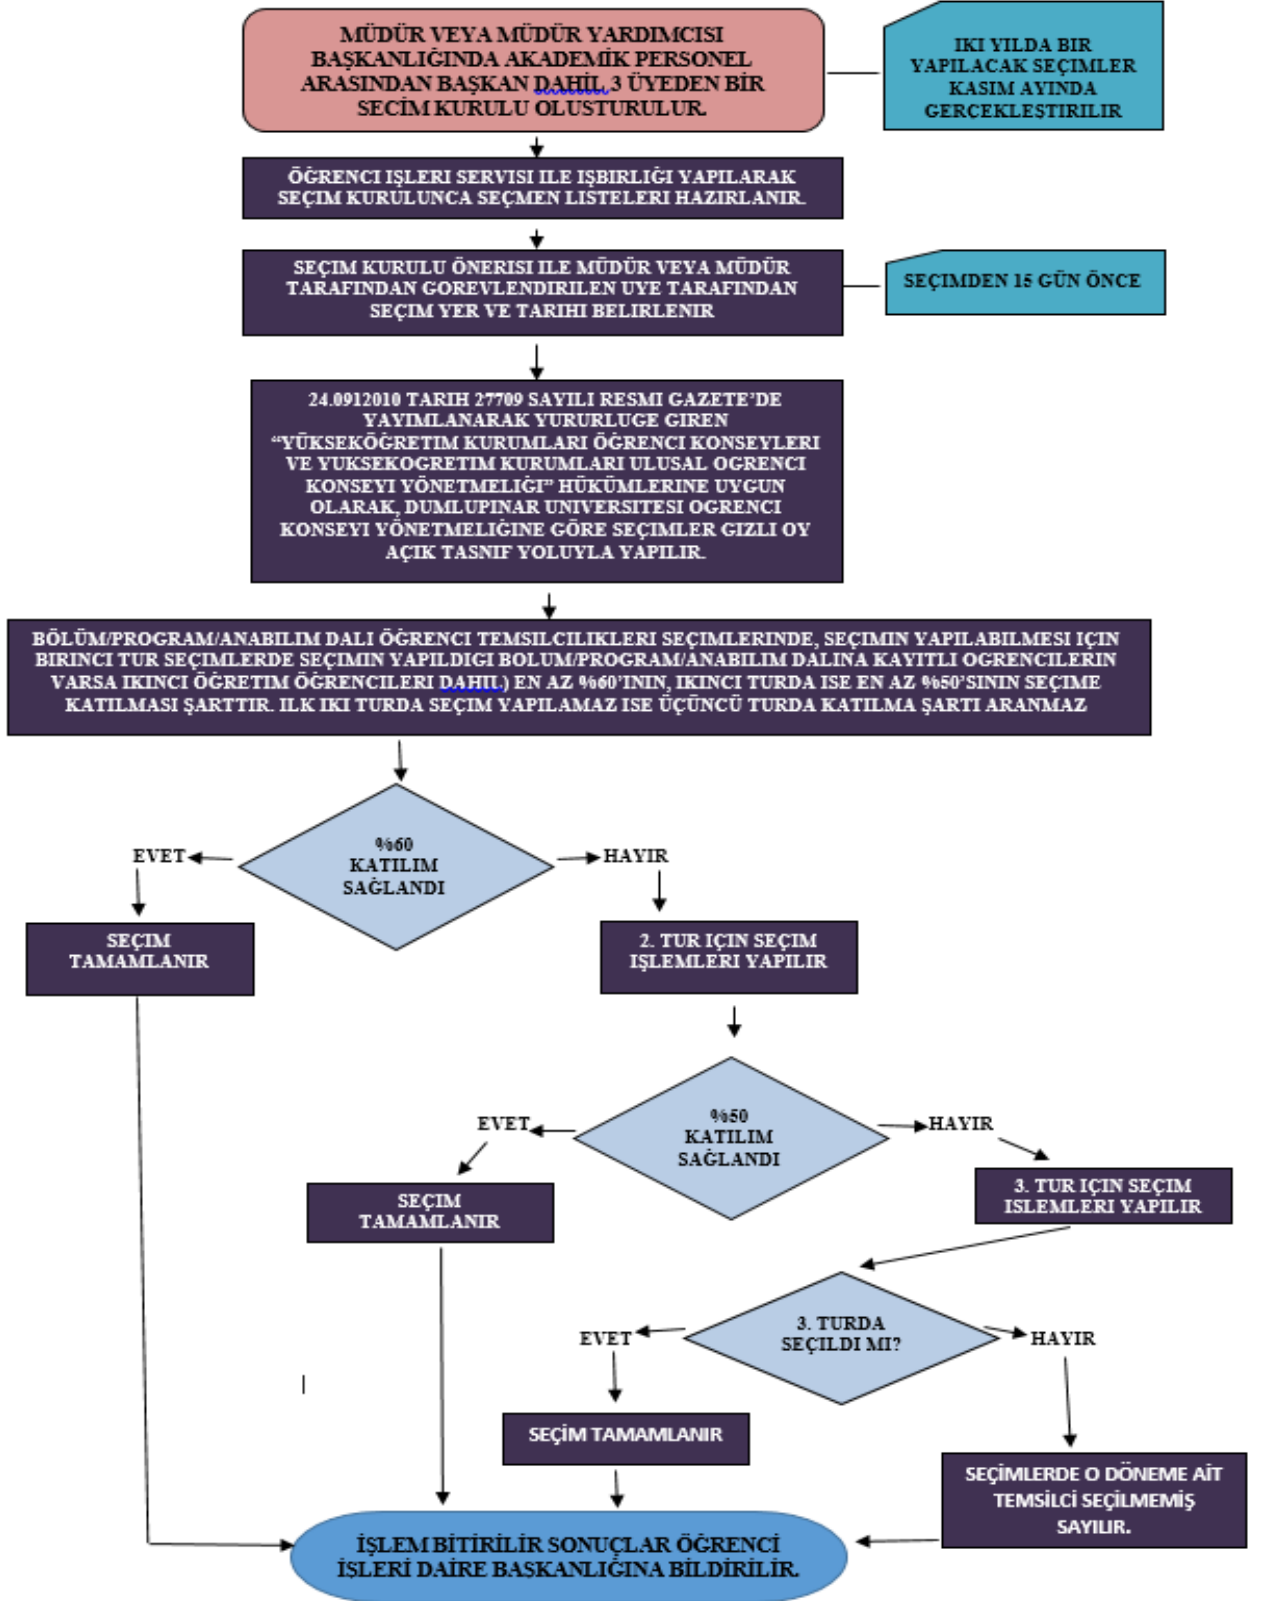 MÜDÜR VEYA MÜDÜR YARDIMCISI
BAŞKANLIĞINDA AKADEMİK PERSONEL
ARASINDAN BAŞKAN DAHİL 3 ÜYEDEN BİR
SECİM KURULU OLUSTURULUR.
IKI YILDA BIR
YAPILACAK SEÇIMLER
KASIM AYINDA
GERÇEKLEŞTIRILIR
ÖĞRENCI IŞLERI SERVISI ILE IŞBIRLIĞI YAPILARAK
SEÇIM KURULUNCA SEÇMEN LISTELERI HAZIRLANIR.
SEÇIM KURULU ÖNERISI ILE MÜDÜR VEYA MÜDÜR
TARAFINDAN GOREVLENDIRILEN UYE TARAFINDAN
SEÇIM YER VE TARIHI BELIRLENIR
SEÇIMDEN 15 GÜN ÖNCE
24.0912010 TARIH 27709 SAYILI RESMI GAZETE’DE
YAYIMLANARAK YURURLUGE GIREN
“YÜKSEKÖĞRETIM KURUMLARI ÖĞRENCI KONSEYLERI
VE YUKSEKOGRETIM KURUMLARI ULUSAL OGRENCI
KONSEYI YÖNETMELIĞI” HÜKÜMLERINE UYGUN
OLARAK, DUMLUPINAR UNIVERSITESI OGRENCI
KONSEYI YÖNETMELIĞINE GÖRE SEÇIMLER GIZLI OY
AÇIK TASNIF YOLUYLA YAPILIR.
BÖLÜM/PROGRAM/ANABILIM DALI ÖĞRENCI TEMSILCILIKLERI SEÇIMLERINDE, SEÇIMIN YAPILABILMESI IÇIN
BIRINCI TUR SEÇIMLERDE SEÇIMIN YAPILDIGI BOLUM/PROGRAM/ANABILIM DALINA KAYITLI OGRENCILERIN
VARSA IKINCI ÖĞRETIM ÖĞRENCILERI DAHIL) EN AZ %60’ININ, IKINCI TURDA ISE EN AZ %50’SININ SEÇIME
KATILMASI ŞARTTIR. ILK IKI TURDA SEÇIM YAPILAMAZ ISE ÜÇÜNCÜ TURDA KATILMA ŞARTI ARANMAZ
%60
KATILIM
SAĞLANDI
EVET
HAYIR
SEÇIM
TAMAMLANIR
2. TUR IÇIN SEÇIM
IŞLEMLERI YAPILIR
%50
KATILIM
SAĞLANDI
EVET
HAYIR
SEÇIM
TAMAMLANIR
3. TUR IÇIN SEÇIM
ISLEMLERI YAPILIR
3. TURDA
SEÇILDI MI?
EVET
HAYIR
SEÇİM TAMAMLANIR
SEÇİMLERDE O DÖNEME AİT
TEMSİLCİ SEÇİLMEMİŞ
SAYILIR.
İŞLEM BİTİRİLİR SONUÇLAR ÖĞRENCİ
İŞLERİ DAİRE BAŞKANLIĞINA BİLDİRİLİR.